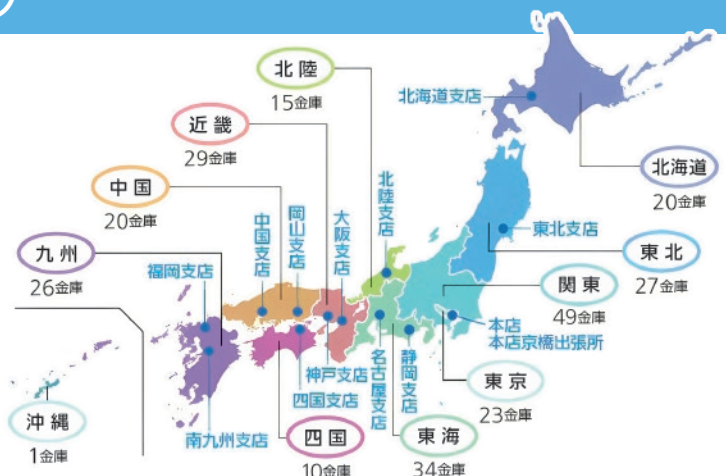 北陸
15金庫
近畿
29金庫
中国
20金庫
九州
26金庫
沖縄
1金庫
北海道
20金庫
東北
27金庫
関東
49金庫
東京
23金庫
東海
34金庫
四国
10金庫
北海道支店
東北支店
本店
本店京橋出張所
北陸支店
大阪支店
岡山支店
中国支店
福岡支店
神戸支店
四国支店
名古屋支店
静岡支店
南九州支店